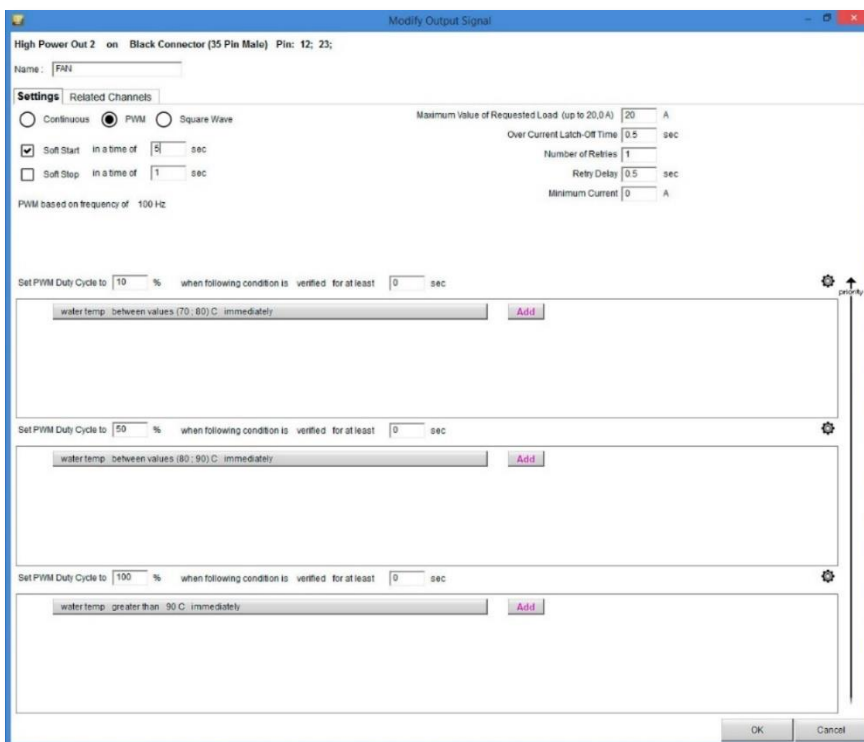 Modify Output Signal
High Power Out 2 on Black Connector (35 Pin Male) Pin: 12; 23;
Name : FAN
Settings Related Channels
Continuous PWM Square Wave
Soft Start in a time of 5 sec
Soft Stop in a time of 1 sec
PWM based on frequency of 100 Hz
Maximum Value of Requested Load (up to 20,0 A) 20 A
Over Current Latch-Off Time 0.5 sec
Number of Retries 1
Retry Delay 0.5 sec
Minimum Current 0 A
Set PWM Duty Cycle to 10 % when following condition is verified for at least 0 sec
priority
water temp between values (70 ; 80) C immediately Add
Set PWM Duty Cycle to 50 % when following condition is verified for at least 0 sec
water temp between values (80 ; 90) C immediately Add
Set PWM Duty Cycle to 100 % when following condition is verified for at least 0 sec
water temp greater than 90 C immediately Add
OK Cancel